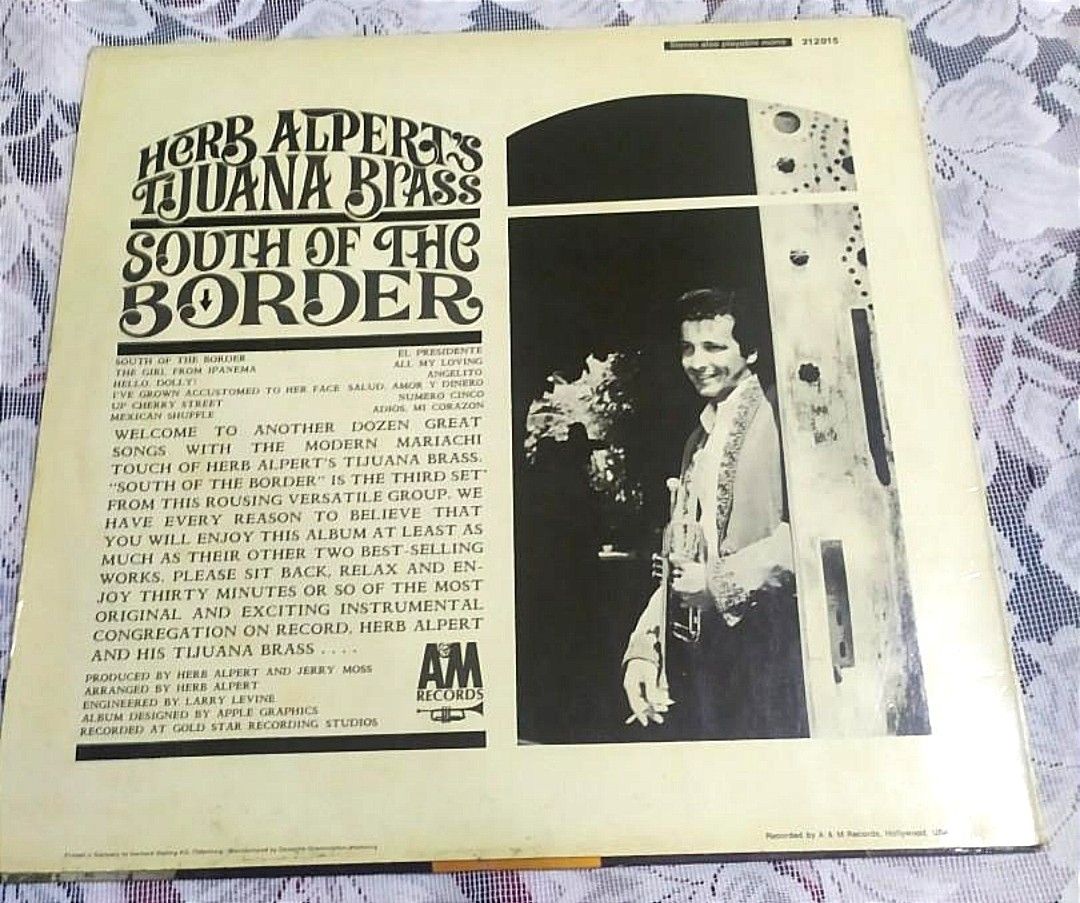 Stereo also playable mono 212015
HERB ALPERT'S
TIJUANA BRASS
SOUTH OF THE
BORDER
SOUTH OF THE BORDER
THE GIRL FROM IPANEMA
HELLO, DOLLY!
I'VE GROWN ACCUSTOMED TO HER FACE
UP CHERRY STREET
MEXICAN SHUFFLE
EL PRESIDENTE
ALL MY LOVING
ANGELITO
SALUD, AMOR Y DINERO
NUMERO CINCO
ADIOS, MI CORAZON
WELCOME TO ANOTHER DOZEN GREAT
SONGS WITH THE MODERN MARIACHI
TOUCH OF HERB ALPERT'S TIJUANA BRASS.
"SOUTH OF THE BORDER" IS THE THIRD SET
FROM THIS ROUSING VERSATILE GROUP. WE
HAVE EVERY REASON TO BELIEVE THAT
YOU WILL ENJOY THIS ALBUM AT LEAST AS
MUCH AS THEIR OTHER TWO BEST-SELLING
WORKS. PLEASE SIT BACK, RELAX AND EN-
JOY THIRTY MINUTES OR SO OF THE MOST
ORIGINAL AND EXCITING INSTRUMENTAL
CONGREGATION ON RECORD, HERB ALPERT
AND HIS TIJUANA BRASS . . . .
PRODUCED BY HERB ALPERT AND JERRY MOSS
ARRANGED BY HERB ALPERT
ENGINEERED BY LARRY LEVINE
ALBUM DESIGNED BY APPLE GRAPHICS
RECORDED AT GOLD STAR RECORDING STUDIOS
A&M
RECORDS
Recorded by A & M Records, Hollywood, USA
Printed in Germany by